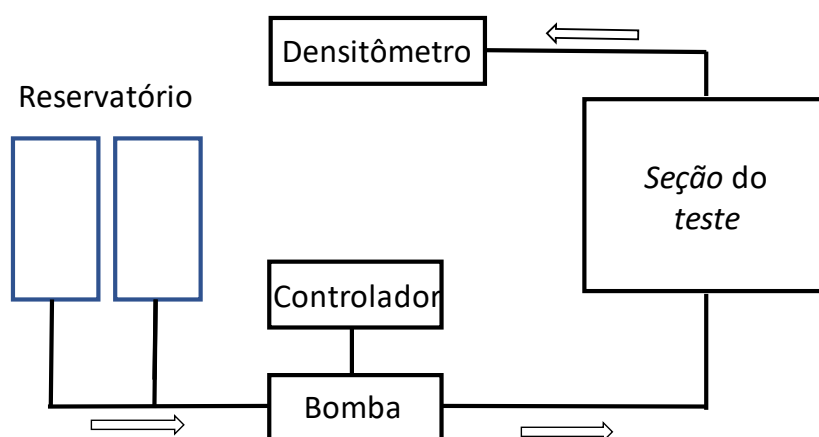 Densitômetro
Reservatório
Seção do
teste
Controlador
Bomba